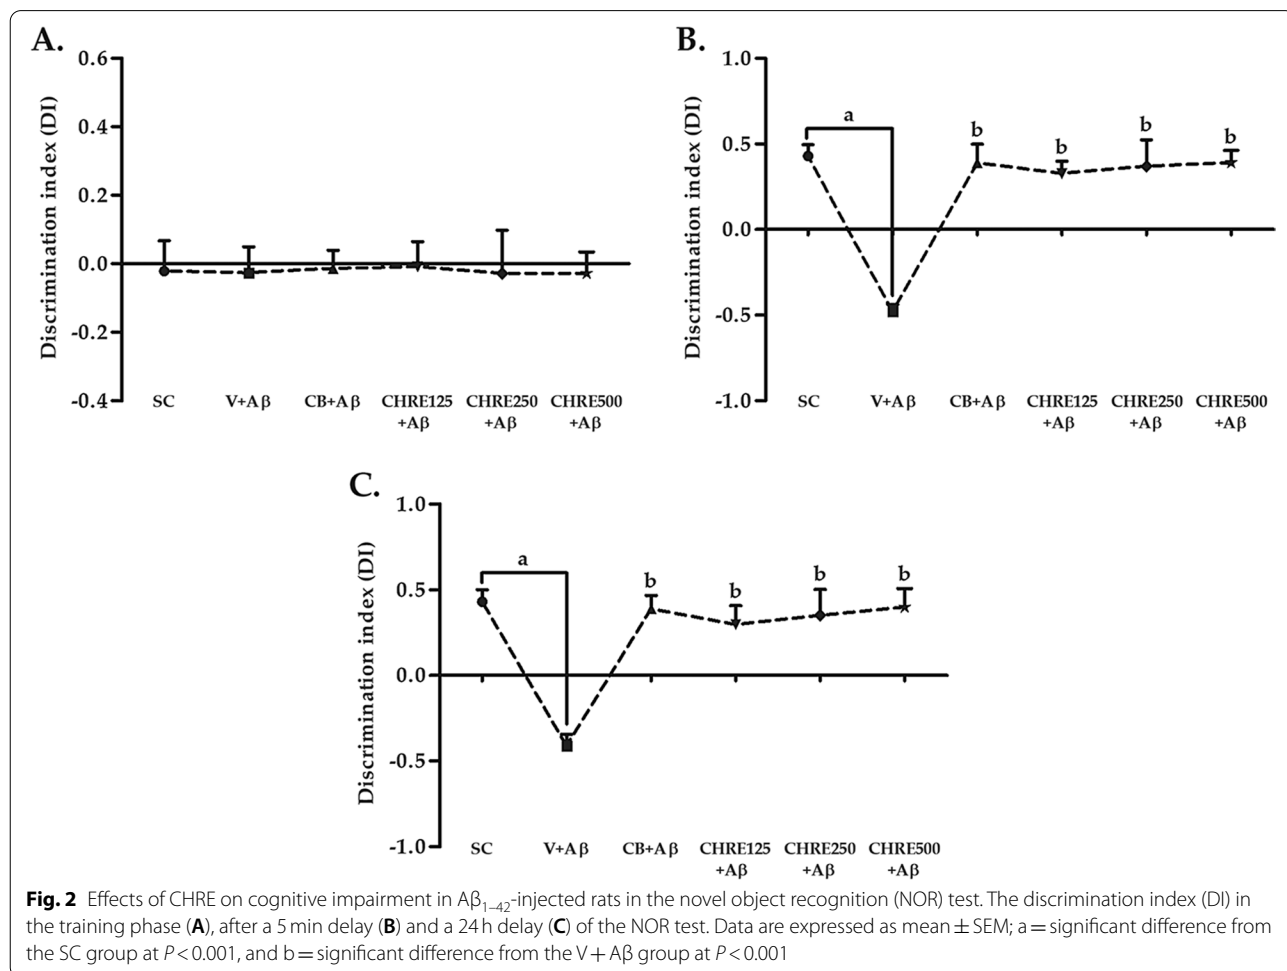 A.
Discrimination index (DI)
0.6
0.4
0.2
0.0
-0.2
-0.4
SC V+Aβ CB+Aβ CHRE125 CHRE250 CHRE500
+Aβ +Aβ +Aβ
B.
Discrimination index (DI)
1.0
0.5
0.0
-0.5
-1.0
a b b b b
SC V+Aβ CB+Aβ CHRE125 CHRE250 CHRE500
+Aβ +Aβ +Aβ
C.
Discrimination index (DI)
1.0
0.5
0.0
-0.5
-1.0
a b b b b
SC V+Aβ CB+Aβ CHRE125 CHRE250 CHRE500
+Aβ +Aβ +Aβ
Fig. 2 Effects of CHRE on cognitive impairment in Aβ1–42-injected rats in the novel object recognition (NOR) test. The discrimination index (DI) in
the training phase (A), after a 5 min delay (B) and a 24 h delay (C) of the NOR test. Data are expressed as mean ± SEM; a = significant difference from
the SC group at P < 0.001, and b = significant difference from the V + Aβ group at P < 0.001